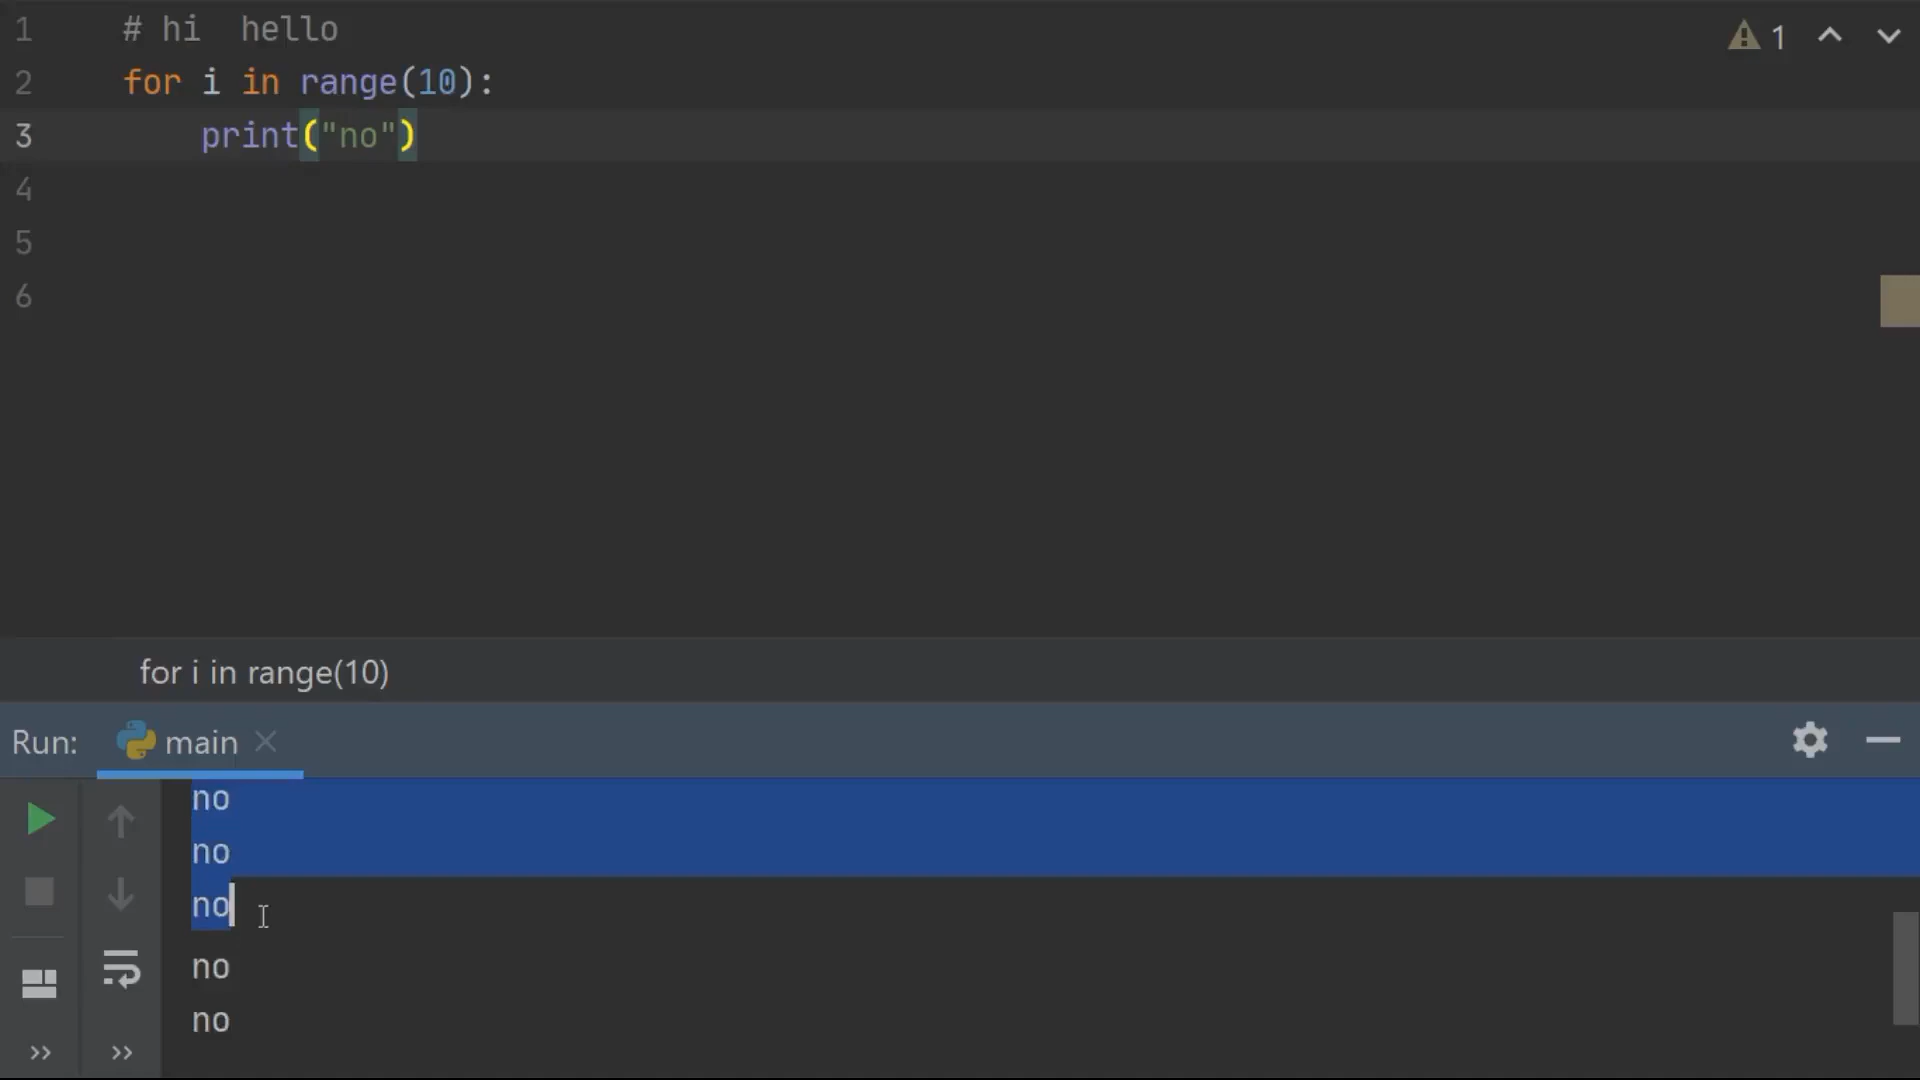 1 # hi  hello
2 for i in range(10):
3     print("no")
4
5
6
1
for i in range(10)
Run: main
no
no
no
no
no